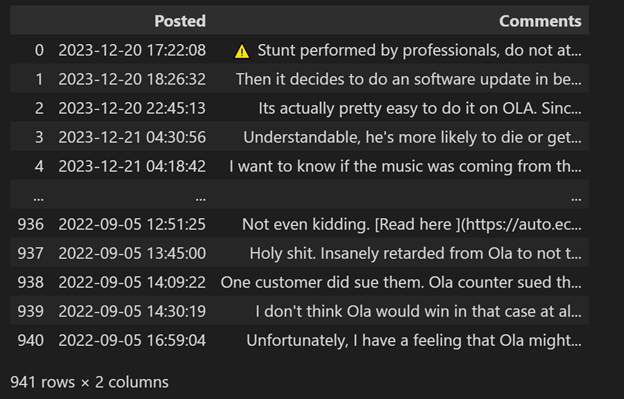 Posted Comments
0 2023-12-20 17:22:08 ⚠️ Stunt performed by professionals, do not at...
1 2023-12-20 18:26:32 Then it decides to do an software update in be...
2 2023-12-20 22:45:13 Its actually pretty easy to do it on OLA. Sinc...
3 2023-12-21 04:30:56 Understandable, he's more likely to die or get...
4 2023-12-21 04:18:42 I want to know if the music was coming from th...
... ... ...
936 2022-09-05 12:51:25 Not even kidding. [Read here ](https://auto.ec...
937 2022-09-05 13:45:00 Holy shit. Insanely retarded from Ola to not t...
938 2022-09-05 14:09:22 One customer did sue them. Ola counter sued th...
939 2022-09-05 14:30:19 I don't think Ola would win in that case at al...
940 2022-09-05 16:59:04 Unfortunately, I have a feeling that Ola might...
941 rows × 2 columns